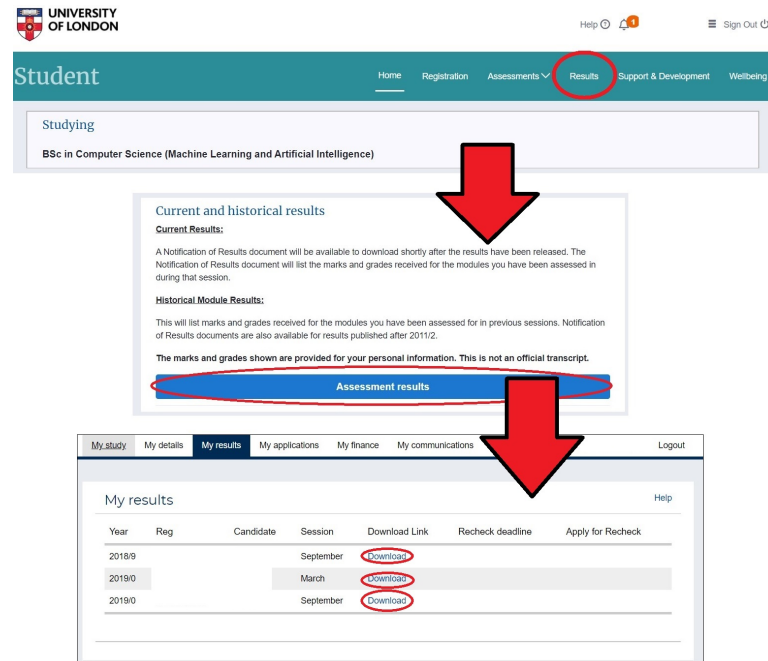 UNIVERSITY
OF LONDON
Help
1
Sign Out
Student
Home Registration Assessments Results Support & Development Wellbeing
Studying
BSc in Computer Science (Machine Learning and Artificial Intelligence)
Current and historical results
Current Results:
A Notification of Results document will be available to download shortly after the results have been released. The
Notification of Results document will list the marks and grades received for the modules you have been assessed in
during that session.
Historical Module Results:
This will list marks and grades received for the modules you have been assessed for in previous sessions. Notification
of Results documents are also available for results published after 2011/2.
The marks and grades shown are provided for your personal information. This is not an official transcript.
Assessment results
My study My details My results My applications My finance My communications Logout
My results Help
Year Reg Candidate Session Download Link Recheck deadline Apply for Recheck
2018/9 September Download
2019/0 March Download
2019/0 September Download